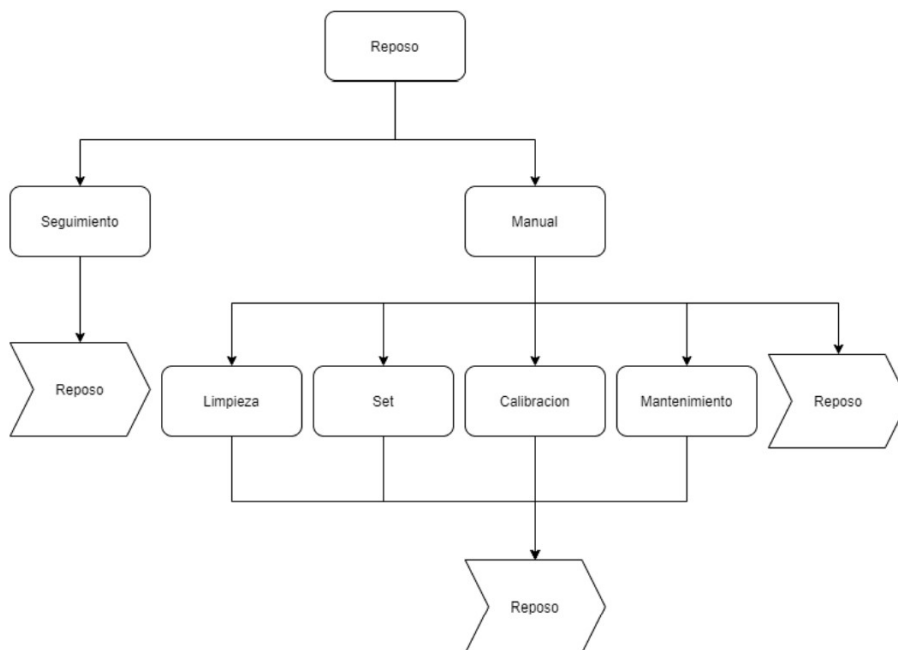 Reposo
Seguimiento
Manual
Reposo
Limpieza
Set
Calibracion
Mantenimiento
Reposo
Reposo